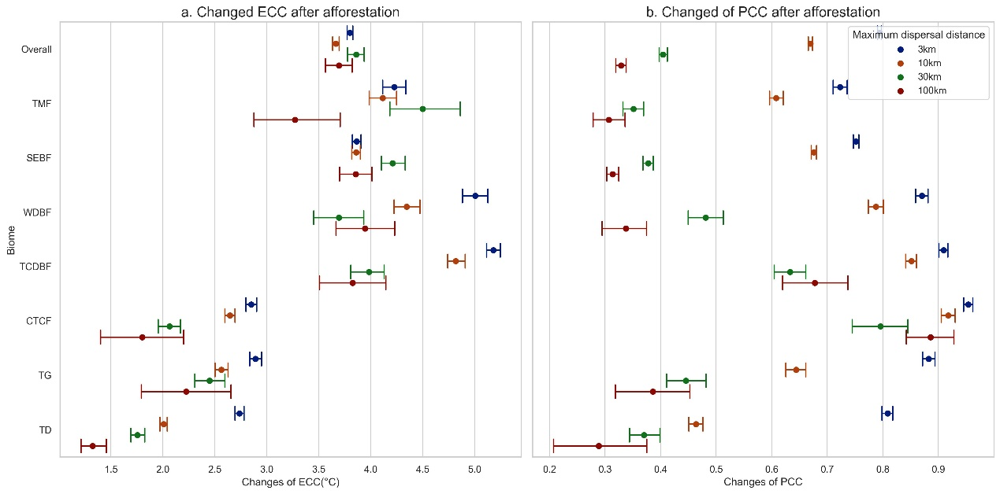 a. Changed ECC after afforestation
b. Changed of PCC after afforestation
Maximum dispersal distance
3km
10km
30km
100km
Biome
Overall
TMF
SEBF
WDBF
TCDBF
CTCF
TG
TD
1.5 2.0 2.5 3.0 3.5 4.0 4.5 5.0
Changes of ECC(°C)
0.2 0.3 0.4 0.5 0.6 0.7 0.8 0.9
Changes of PCC